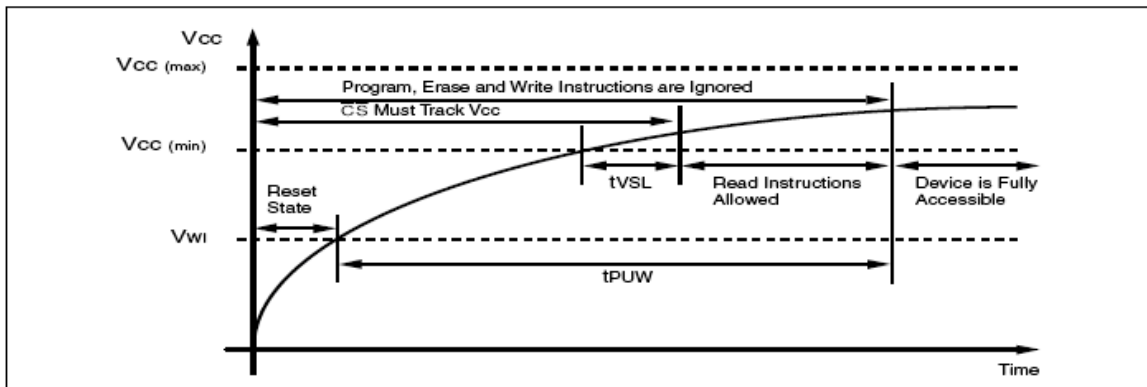 Vcc
Vcc (max)
Program, Erase and Write Instructions are Ignored
CS Must Track Vcc
Vcc (min)
tVSL
Read Instructions
Allowed
Device is Fully
Accessible
Reset
State
VWI
tPUW
Time